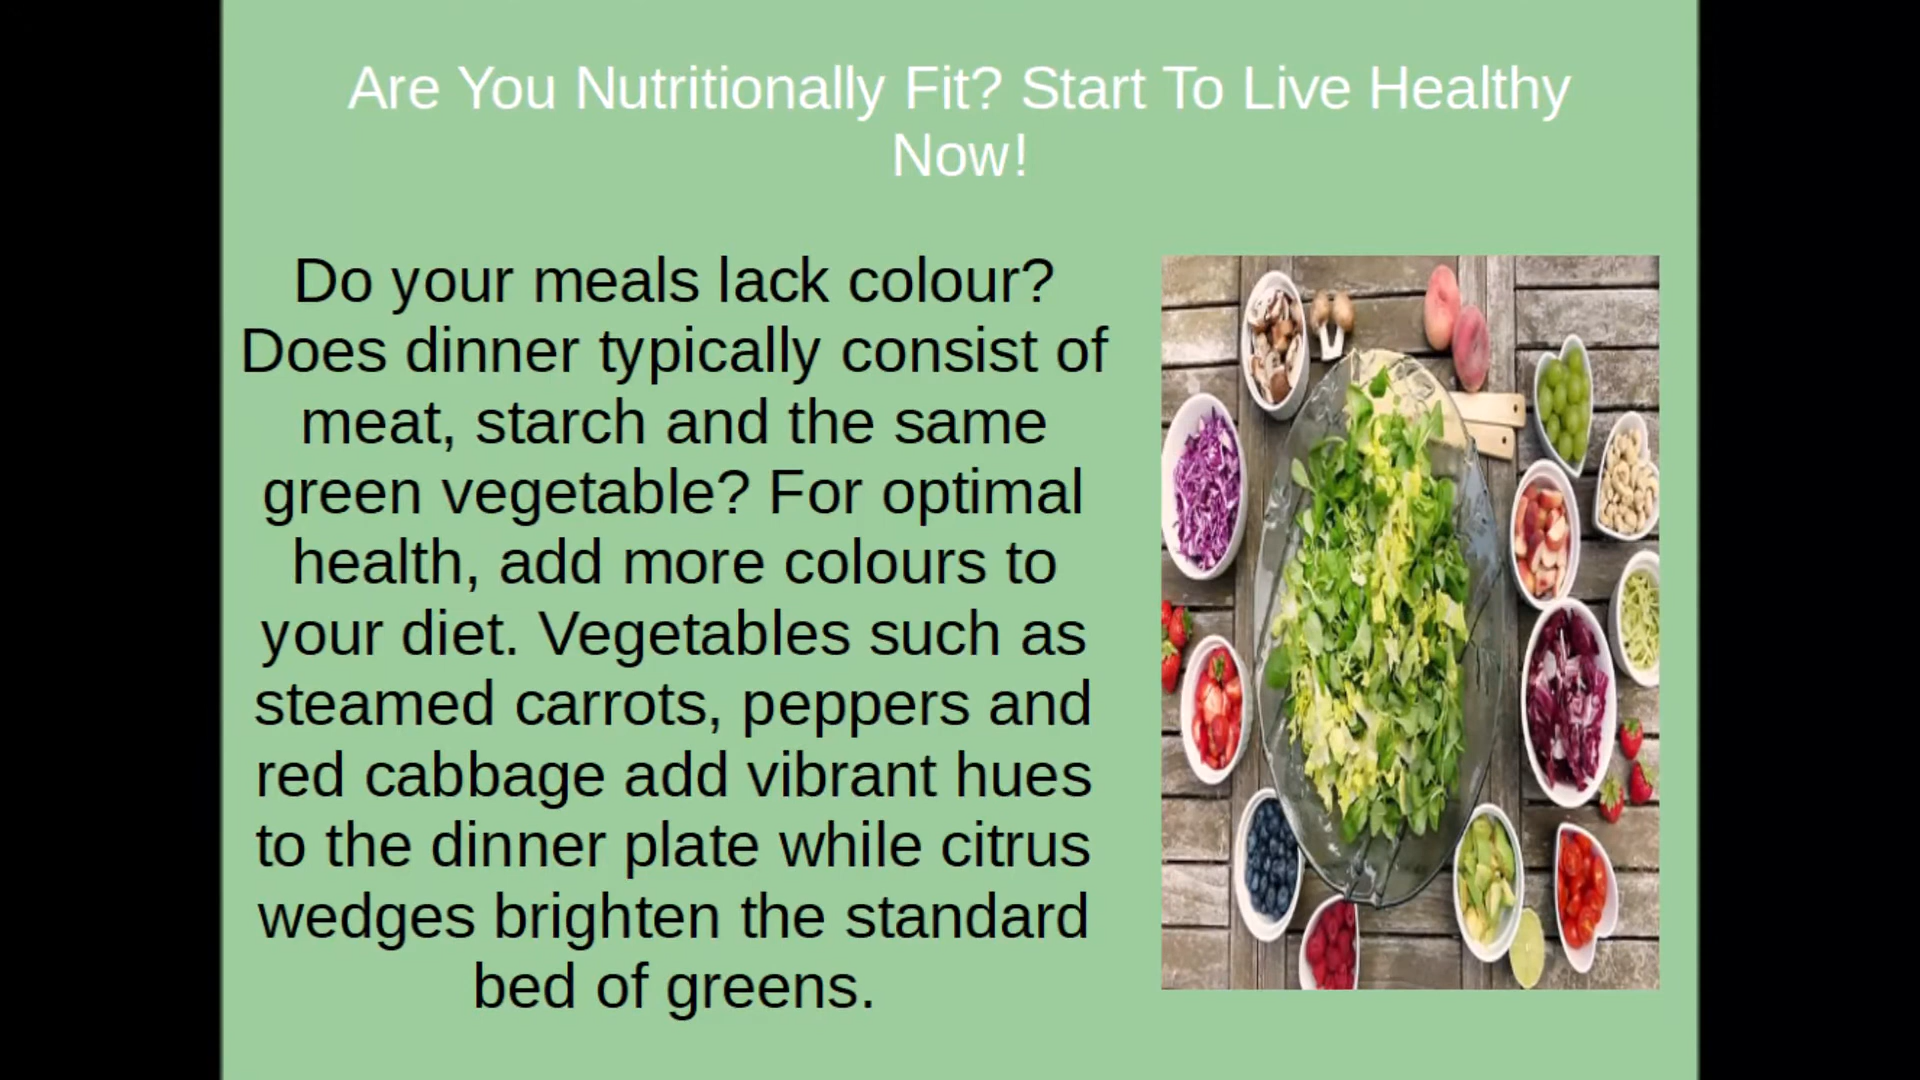 Are You Nutritionally Fit? Start To Live Healthy
Now!
Do your meals lack colour?
Does dinner typically consist of
meat, starch and the same
green vegetable? For optimal
health, add more colours to
your diet. Vegetables such as
steamed carrots, peppers and
red cabbage add vibrant hues
to the dinner plate while citrus
wedges brighten the standard
bed of greens.